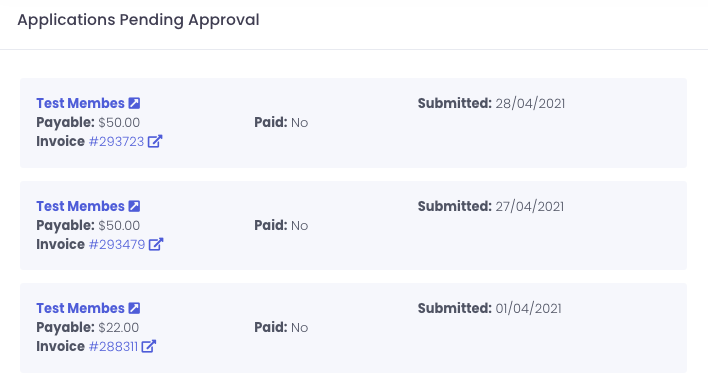 Applications Pending Approval
Test Membes Submitted: 28/04/2021
Payable: $50.00 Paid: No
Invoice #293723
Test Membes Submitted: 27/04/2021
Payable: $50.00 Paid: No
Invoice #293479
Test Membes Submitted: 01/04/2021
Payable: $22.00 Paid: No
Invoice #288311